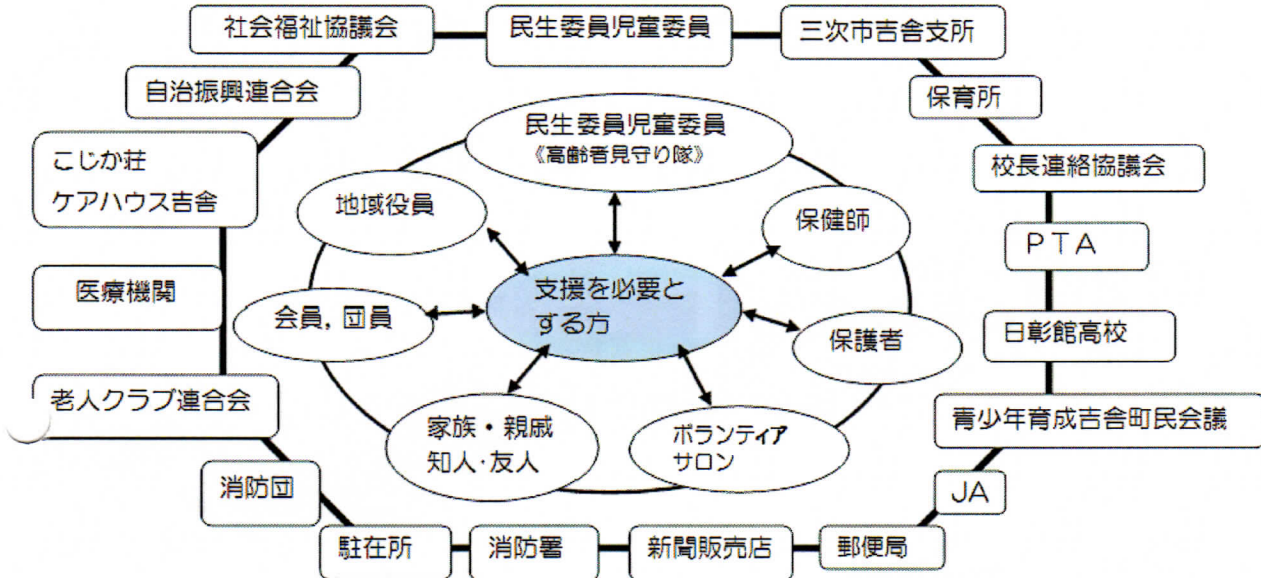 社会福祉協議会
民生委員児童委員
三次市吉舎支所
自治振興連合会
保育所
民生委員児童委員
《高齢者見守り隊》
こじか荘
ケアハウス吉舎
校長連絡協議会
地域役員
保健師
PTA
医療機関
支援を必要と
する方
会員,団員
保護者
日彰館高校
老人クラブ連合会
青少年育成吉舎町民会議
家族・親戚
知人・友人
ボランティア
サロン
消防団
JA
駐在所
消防署
新聞販売店
郵便局